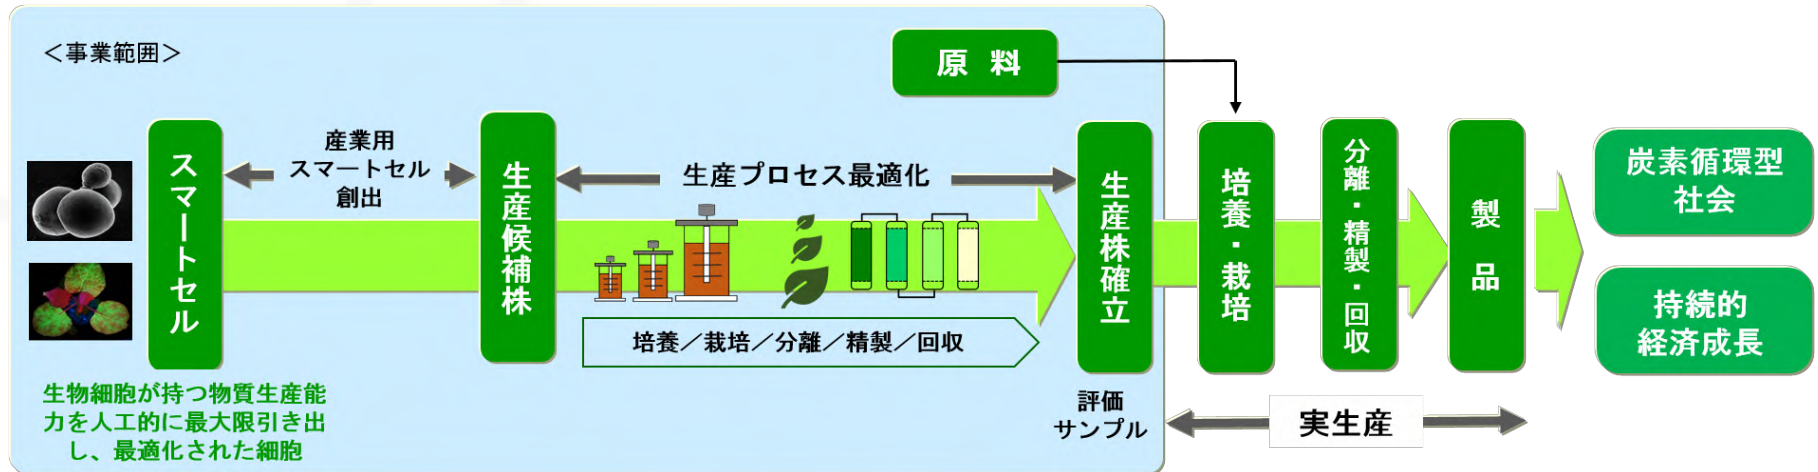 ＜事業範囲＞
原 料
スマートセル
産業用
スマートセル
創出
生産候補株
生産プロセス最適化
培養／栽培／分離／精製／回収
生産株確立
培養・栽培
分離・精製・回収
製品
炭素循環型
社会
持続的
経済成長
生物細胞が持つ物質生産能
力を人工的に最大限引き出
し、最適化された細胞
評価
サンプル
実生産